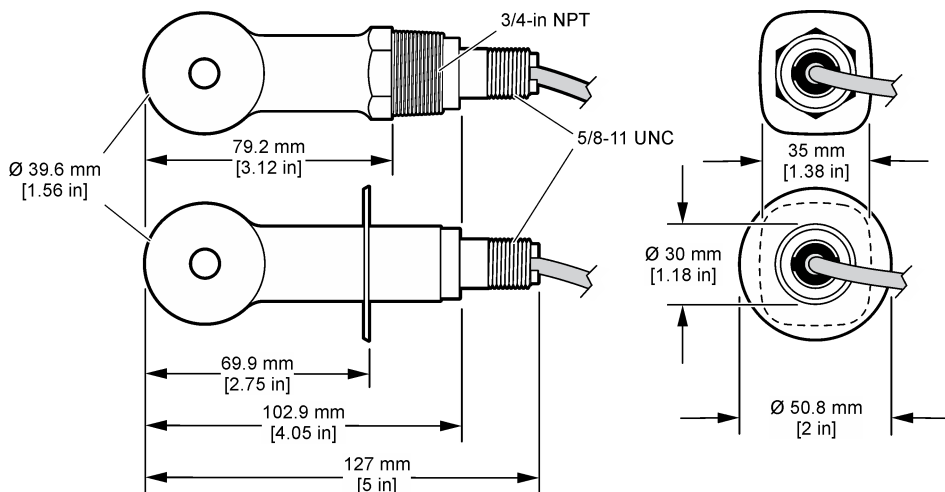 3/4-in NPT
79.2 mm
[3.12 in]
5/8-11 UNC
35 mm
[1.38 in]
Ø 39.6 mm
[1.56 in]
Ø 30 mm
[1.18 in]
69.9 mm
[2.75 in]
102.9 mm
[4.05 in]
Ø 50.8 mm
[2 in]
127 mm
[5 in]